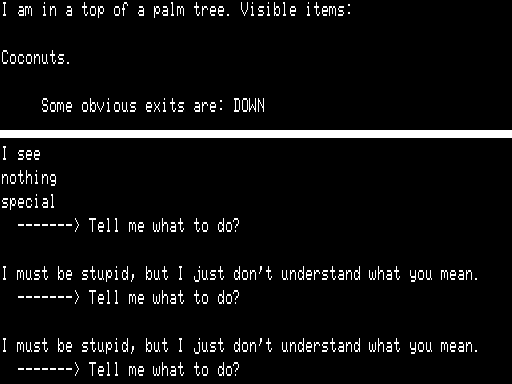 I am in a top of a palm tree. Visible items:
Coconuts.
Some obvious exits are: DOWN
I see
nothing
special
-------> Tell me what to do?
I must be stupid, but I just don't understand what you mean.
-------> Tell me what to do?
I must be stupid, but I just don't understand what you mean.
-------> Tell me what to do?